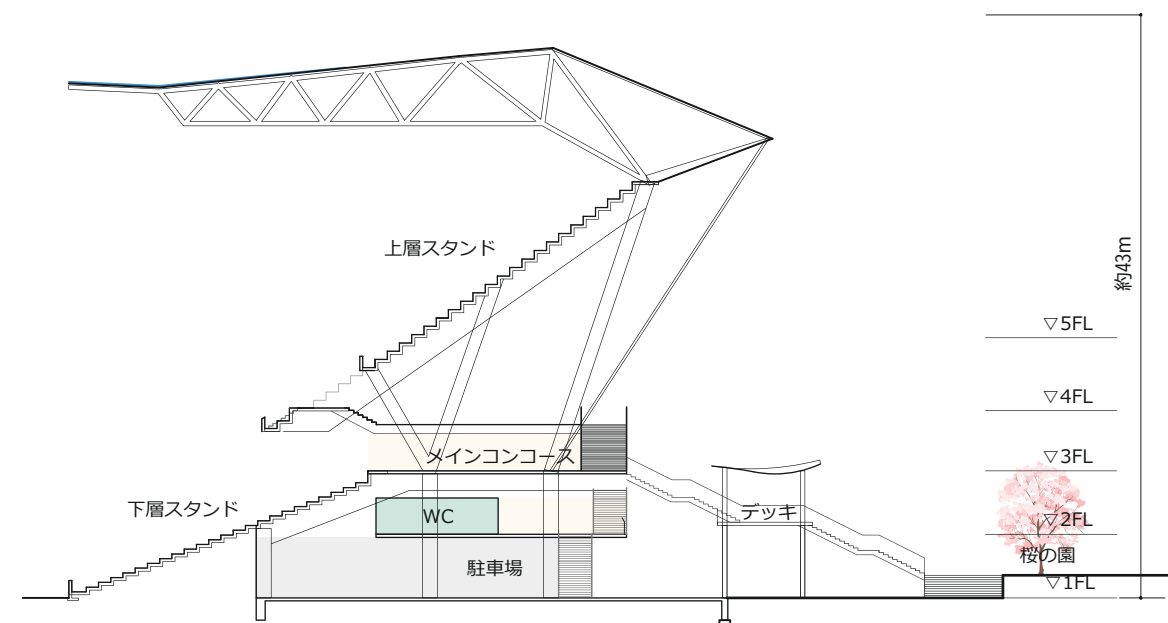 上層スタンド
約43m
▽5FL
▽4FL
メインコンコース
▽3FL
下層スタンド
WC
デッキ
▽2FL
駐車場
桜の園
▽1FL